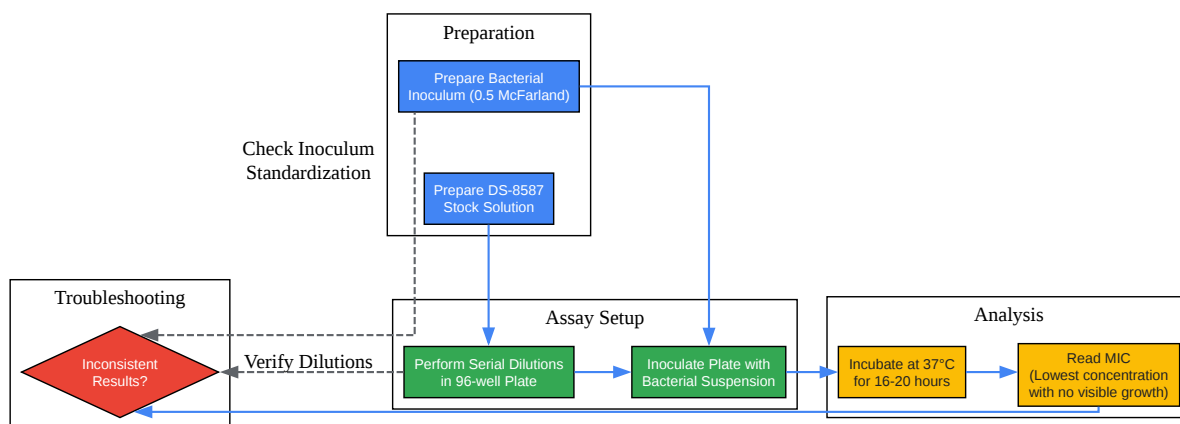 Preparation
Prepare Bacterial
Inoculum (0.5 McFarland)
Check Inoculum
Standardization
Prepare DS-8587
Stock Solution
Troubleshooting
Inconsistent
Results?
Verify Dilutions
Assay Setup
Perform Serial Dilutions
in 96-well Plate
Inoculate Plate with
Bacterial Suspension
Analysis
Incubate at 37°C
for 16-20 hours
Read MIC
(Lowest concentration
with no visible growth)